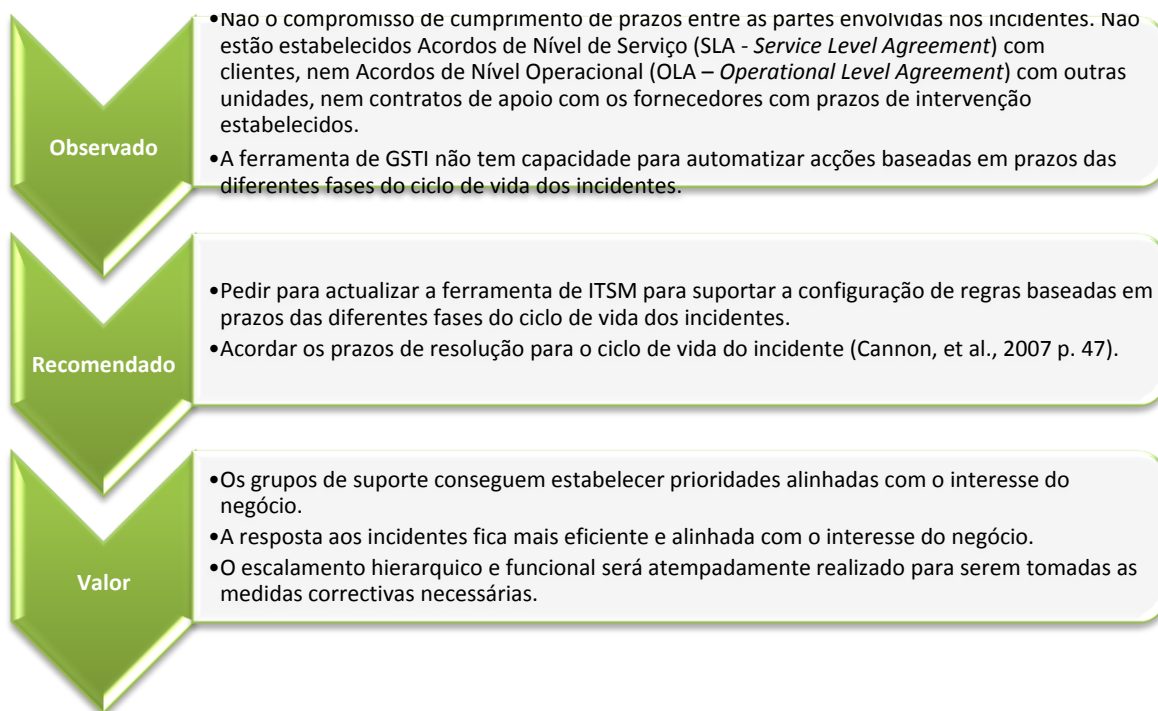 Observado
•Não o compromisso de cumprimento de prazos entre as partes envolvidas nos incidentes. Não
estão estabelecidos Acordos de Nível de Serviço (SLA - Service Level Agreement) com
clientes, nem Acordos de Nível Operacional (OLA – Operational Level Agreement) com outras
unidades, nem contratos de apoio com os fornecedores com prazos de intervenção
estabelecidos.
•A ferramenta de GSTI não tem capacidade para automatizar acções baseadas em prazos das
diferentes fases do ciclo de vida dos incidentes.
Recomendado
•Pedir para actualizar a ferramenta de ITSM para suportar a configuração de regras baseadas em
prazos das diferentes fases do ciclo de vida dos incidentes.
•Acordar os prazos de resolução para o ciclo de vida do incidente (Cannon, et al., 2007 p. 47).
Valor
•Os grupos de suporte conseguem estabelecer prioridades alinhadas com o interesse do
negócio.
•A resposta aos incidentes fica mais eficiente e alinhada com o interesse do negócio.
•O escalamento hierarquico e funcional será atempadamente realizado para serem tomadas as
medidas correctivas necessárias.